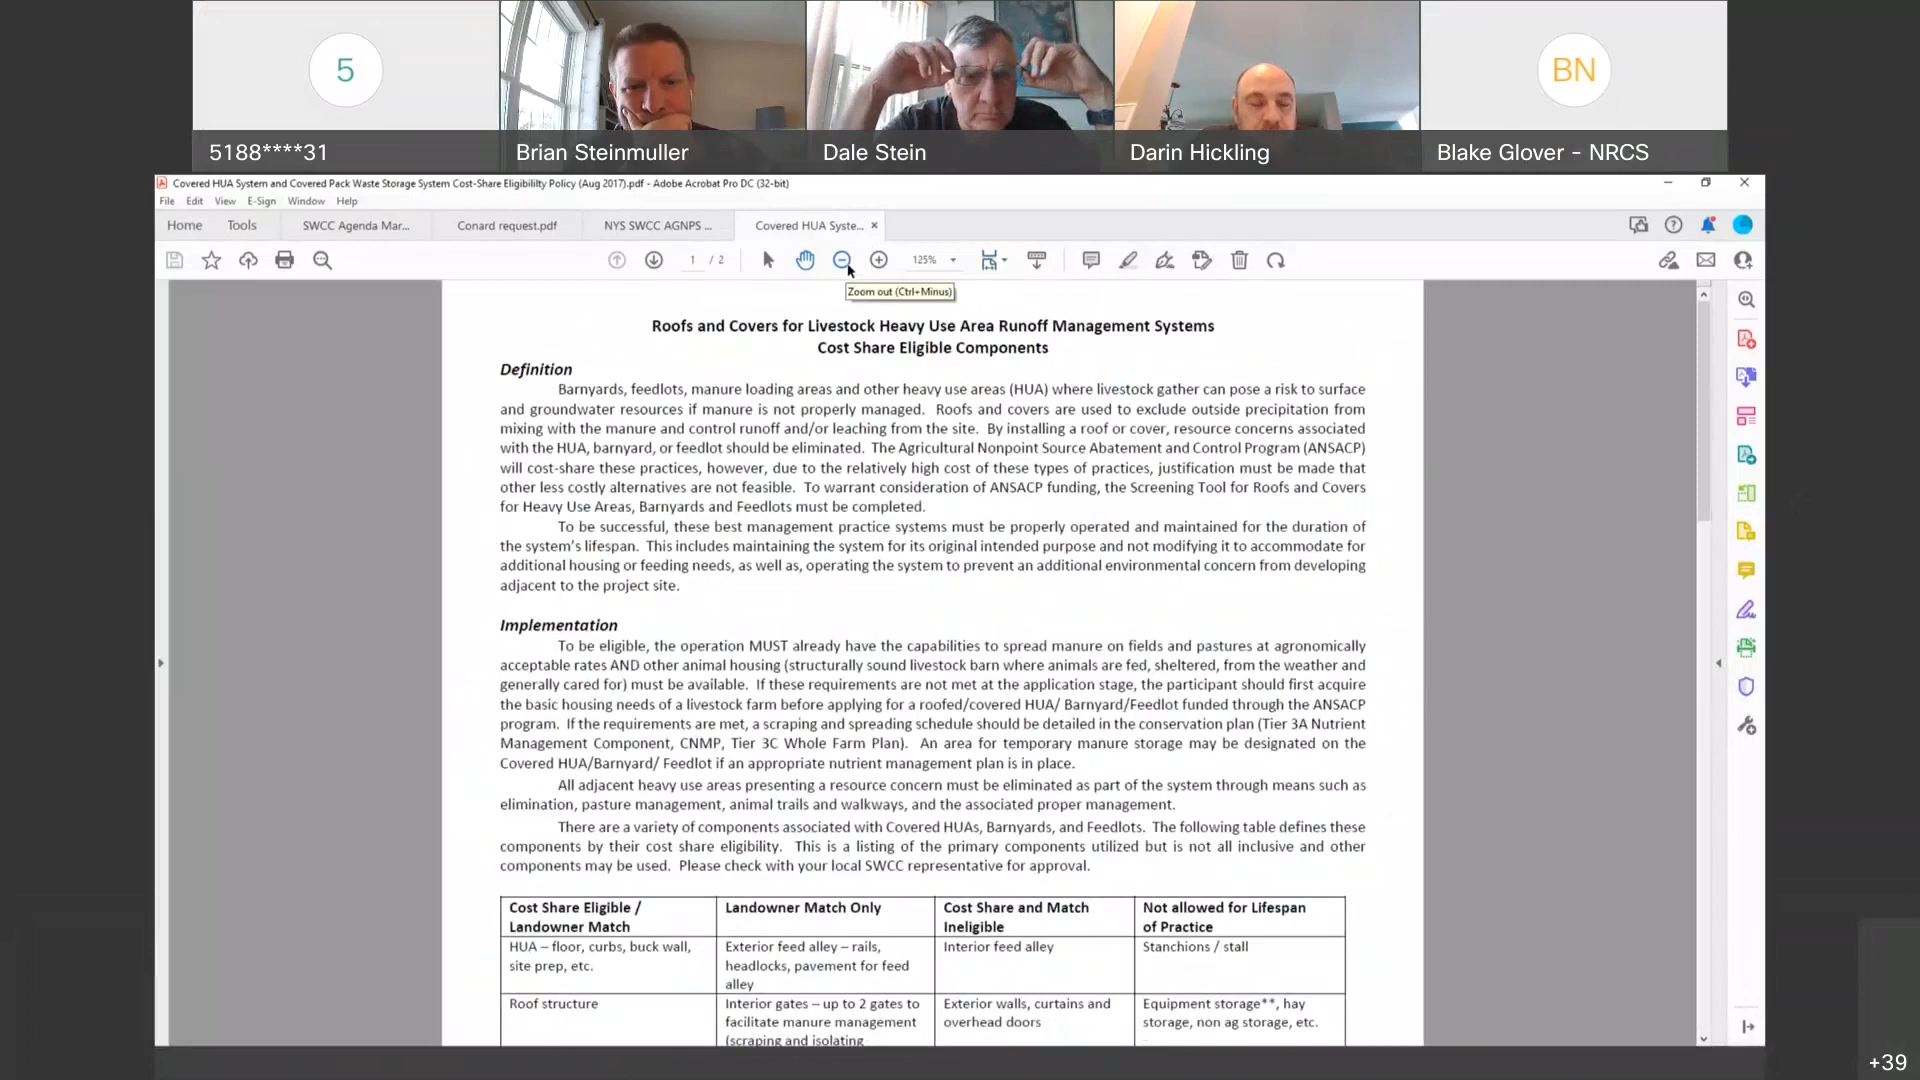 5
BN
5188****31
Brian Steinmuller
Dale Stein
Darin Hickling
Blake Glover - NRCS
Covered HUA System and Covered Pack Waste Storage System Cost-Share Eligibililty Policy (Aug 2017).pdf - Adobe Acrobat Pro DC (32-bit)
File Edit View E-Sign Window Help
Home Tools SWCC Agenda Mar... Conard request.pdf NYS SWCC AGNPS ... Covered HUA Syste... ×
1 / 2 125%
Zoom out (Ctrl+Minus)
Roofs and Covers for Livestock Heavy Use Area Runoff Management Systems
Cost Share Eligible Components
Definition
Barnyards, feedlots, manure loading areas and other heavy use areas (HUA) where livestock gather can pose a risk to surface
and groundwater resources if manure is not properly managed. Roofs and covers are used to exclude outside precipitation from
mixing with the manure and control runoff and/or leaching from the site. By installing a roof or cover, resource concerns associated
with the HUA, barnyard, or feedlot should be eliminated. The Agricultural Nonpoint Source Abatement and Control Program (ANSACP)
will cost-share these practices, however, due to the relatively high cost of these types of practices, justification must be made that
other less costly alternatives are not feasible. To warrant consideration of ANSACP funding, the Screening Tool for Roofs and Covers
for Heavy Use Areas, Barnyards and Feedlots must be completed.
To be successful, these best management practice systems must be properly operated and maintained for the duration of
the system's lifespan. This includes maintaining the system for its original intended purpose and not modifying it to accommodate for
additional housing or feeding needs, as well as, operating the system to prevent an additional environmental concern from developing
adjacent to the project site.
Implementation
To be eligible, the operation MUST already have the capabilities to spread manure on fields and pastures at agronomically
acceptable rates AND other animal housing (structurally sound livestock barn where animals are fed, sheltered, from the weather and
generally cared for) must be available. If these requirements are not met at the application stage, the participant should first acquire
the basic housing needs of a livestock farm before applying for a roofed/covered HUA/ Barnyard/Feedlot funded through the ANSACP
program. If the requirements are met, a scraping and spreading schedule should be detailed in the conservation plan (Tier 3A Nutrient
Management Component, CNMP, Tier 3C Whole Farm Plan). An area for temporary manure storage may be designated on the
Covered HUA/Barnyard/ Feedlot if an appropriate nutrient management plan is in place.
All adjacent heavy use areas presenting a resource concern must be eliminated as part of the system through means such as
elimination, pasture management, animal trails and walkways, and the associated proper management.
There are a variety of components associated with Covered HUAs, Barnyards, and Feedlots. The following table defines these
components by their cost share eligibility. This is a listing of the primary components utilized but is not all inclusive and other
components may be used. Please check with your local SWCC representative for approval.
Cost Share Eligible / Landowner Match Only Cost Share and Match Not allowed for Lifespan
Landowner Match Ineligible of Practice
HUA – floor, curbs, buck wall, Exterior feed alley – rails, Interior feed alley Stanchions / stall
site prep, etc. headlocks, pavement for feed
alley
Roof structure Interior gates – up to 2 gates to Exterior walls, curtains and Equipment storage**, hay
facilitate manure management overhead doors storage, non ag storage, etc.
(scraping and isolating
+39